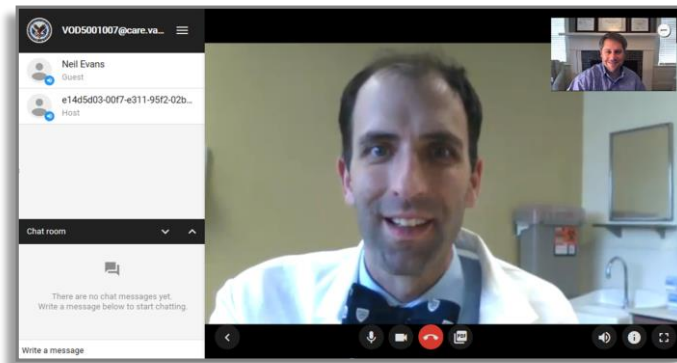 VOD5001007@care.va...
Neil Evans
Guest
e14d5d03-00f7-e311-95f2-02b...
Host
Chat room
There are no chat messages yet.
Write a message below to start chatting.
Write a message
PDF